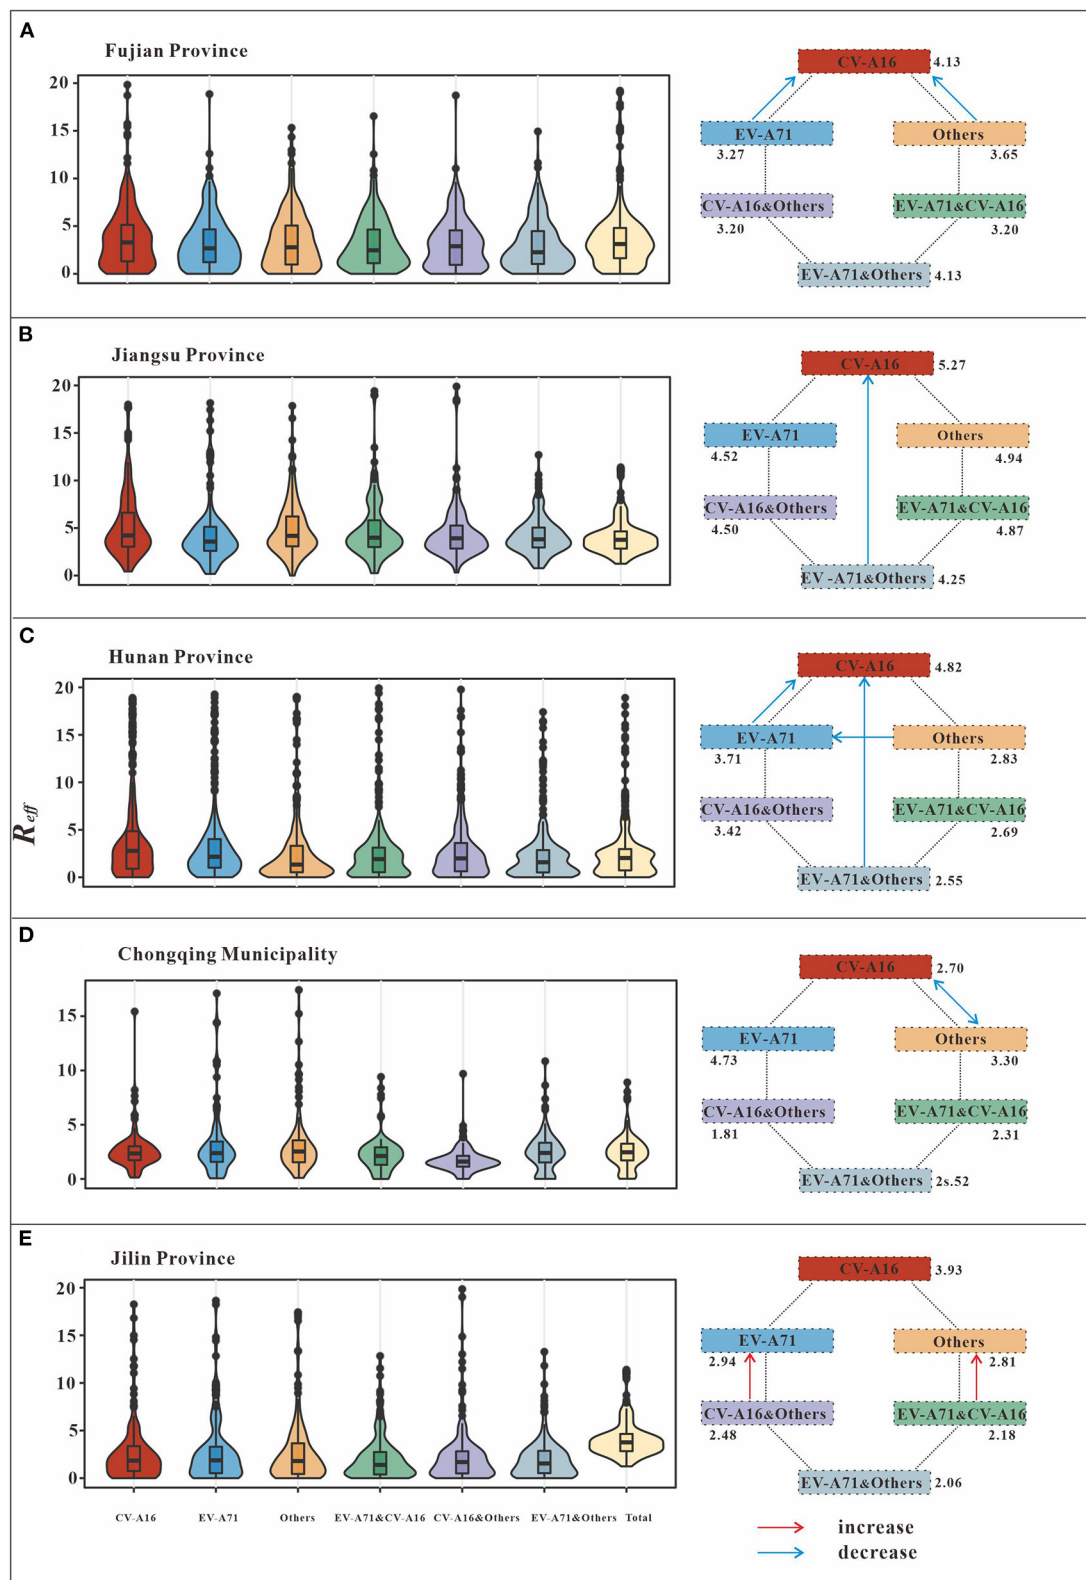 A
Fujian Province
20
15
10
5
0
CV-A16 4.13
EV-A71 Others
3.27 3.65
CV-A16&Others EV-A71&CV-A16
3.20 3.20
EV-A71&Others 4.13
B
Jiangsu Province
20
15
10
5
0
CV-A16 5.27
EV-A71 Others
4.52 4.94
CV-A16&Others EV-A71&CV-A16
4.50 4.87
EV -A71&Others 4.25
C
Hunan Province
20
15
10
5
0
Reff
CV-A16 4.82
EV-A71 Others
3.71 2.83
CV-A16&Others EV-A71&CV-A16
3.42 2.69
EV-A71&Others 2.55
D
Chongqing Municipality
15
10
5
0
CV-A16 2.70
EV-A71 Others
4.73 3.30
CV-A16&Others EV-A71&CV-A16
1.81 2.31
EV-A71&Others 2s.52
E
Jilin Province
20
15
10
5
0
CV-A16 EV-A71 Others EV-A71&CV-A16 CV-A16&Others EV-A71&Others Total
CV-A16 3.93
EV-A71 Others
2.94 2.81
CV-A16&Others EV-A71&CV-A16
2.48 2.18
EV-A71&Others 2.06
increase
decrease